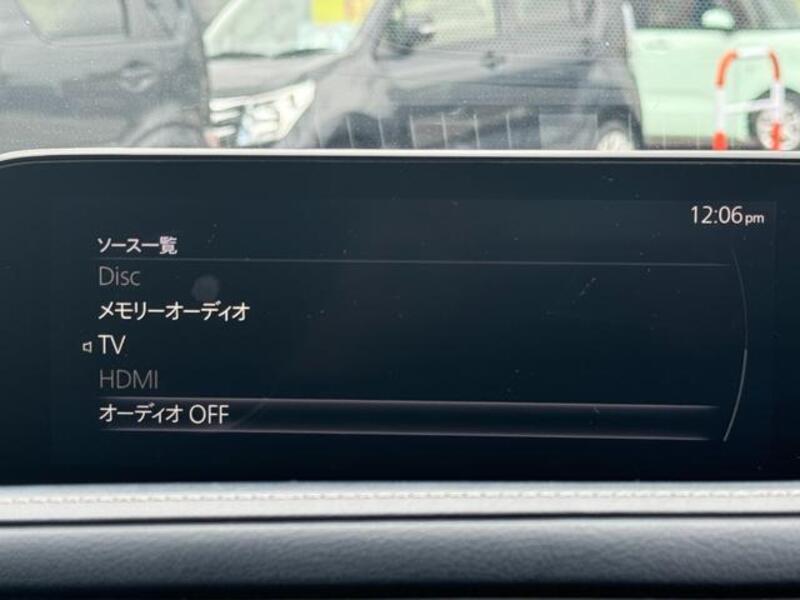 12:06pm
ソース一覧
Disc
メモリーオーディオ
TV
HDMI
オーディオ OFF